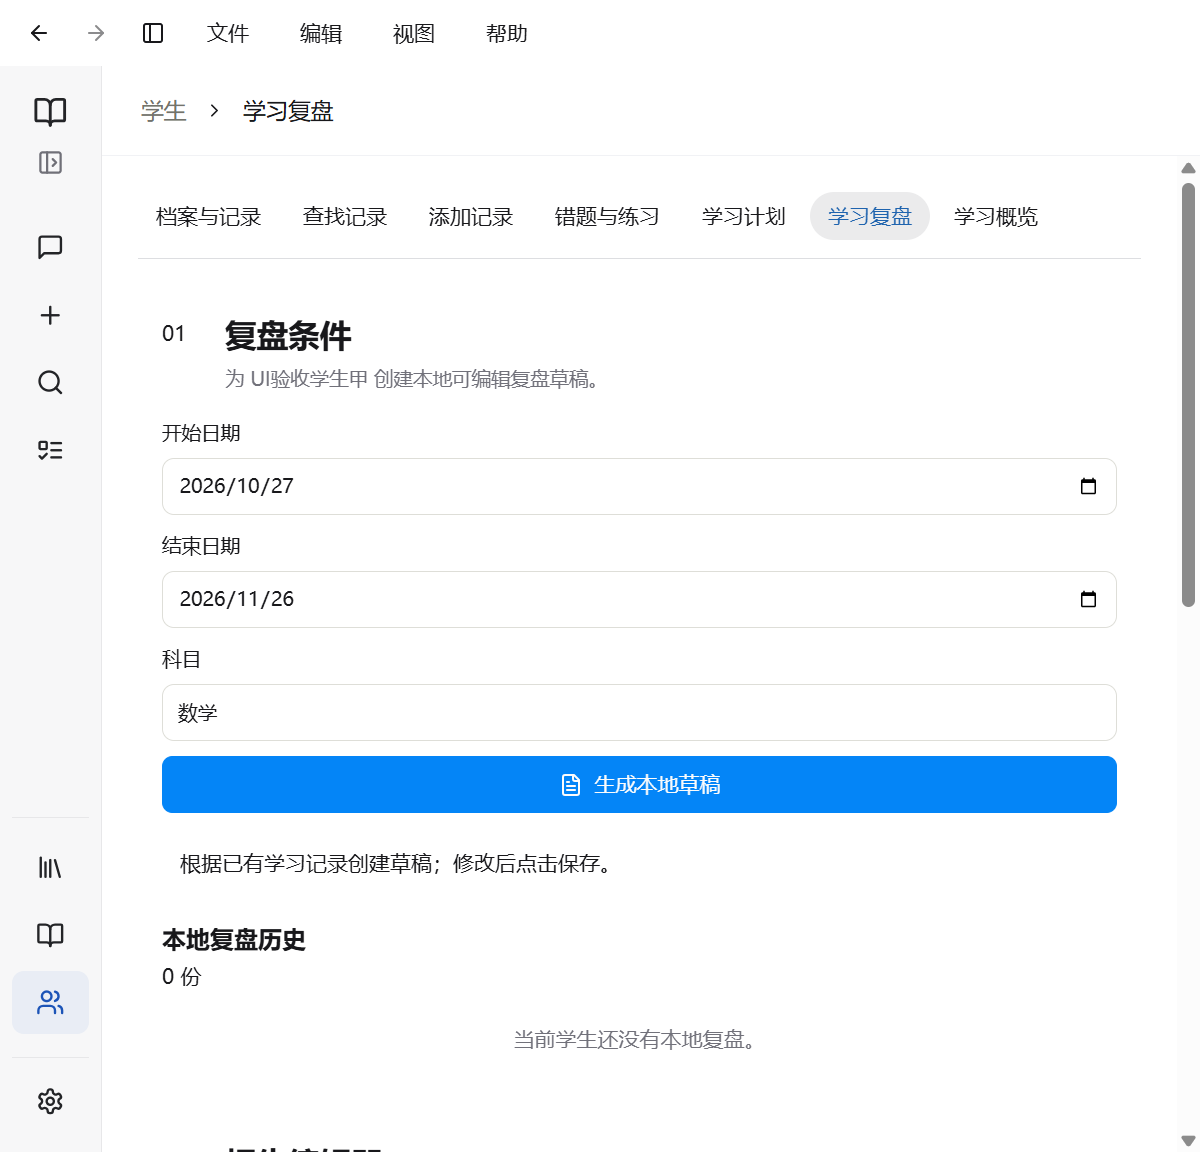 文件 编辑 视图 帮助
学生 > 学习复盘
档案与记录 查找记录 添加记录 错题与练习 学习计划 学习复盘 学习概览
01 复盘条件
为 UI验收学生甲 创建本地可编辑复盘草稿。
开始日期
2026/10/27
结束日期
2026/11/26
科目
数学
生成本地草稿
根据已有学习记录创建草稿；修改后点击保存。
本地复盘历史
0 份
当前学生还没有本地复盘。